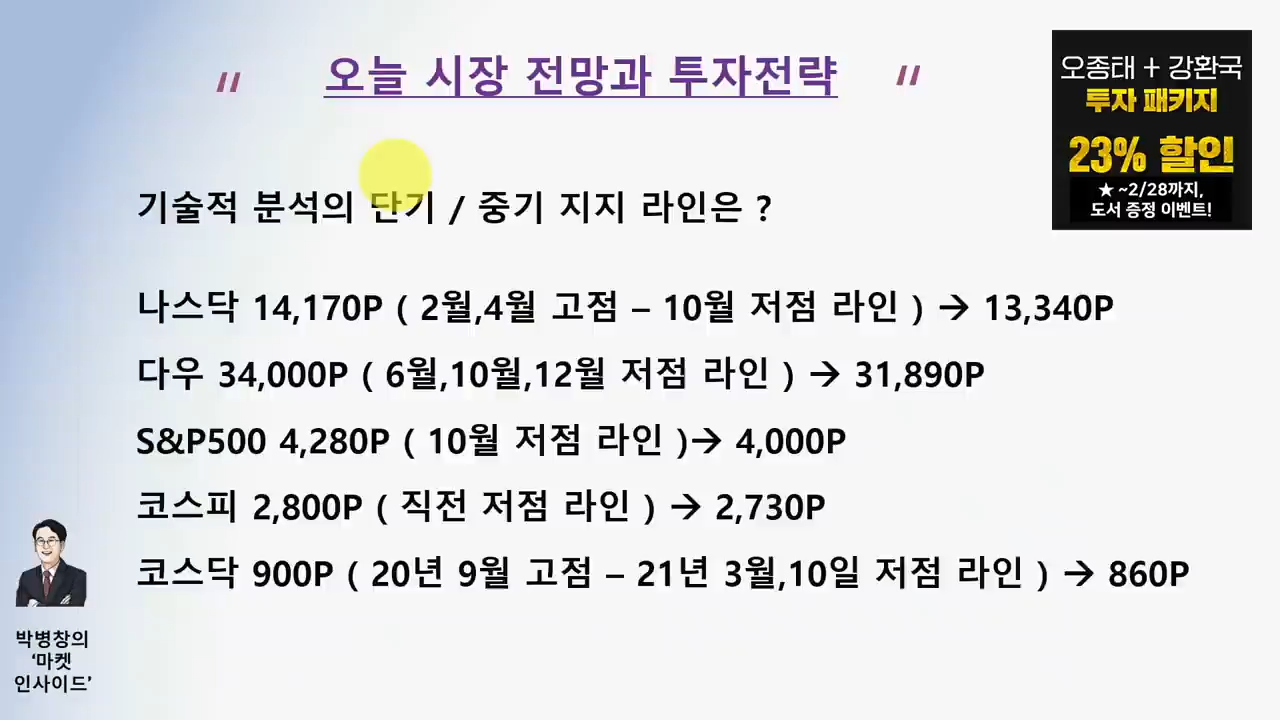 " 오늘 시장 전망과 투자전략 "
오종태 + 강환국
투자 패키지
23% 할인
★ ~2/28까지,
도서 증정 이벤트!
기술적 분석의 단기 / 중기 지지 라인은 ?
나스닥 14,170P ( 2월,4월 고점 – 10월 저점 라인 ) → 13,340P
다우 34,000P ( 6월,10월,12월 저점 라인 ) → 31,890P
S&P500 4,280P ( 10월 저점 라인 )→ 4,000P
코스피 2,800P ( 직전 저점 라인 ) → 2,730P
코스닥 900P ( 20년 9월 고점 – 21년 3월,10일 저점 라인 ) → 860P
박병창의
‘마켓
인사이드’